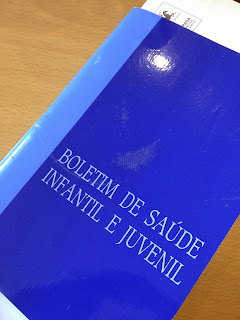 BOLETIM DE SAÚDE
INFANTIL E JUVENIL